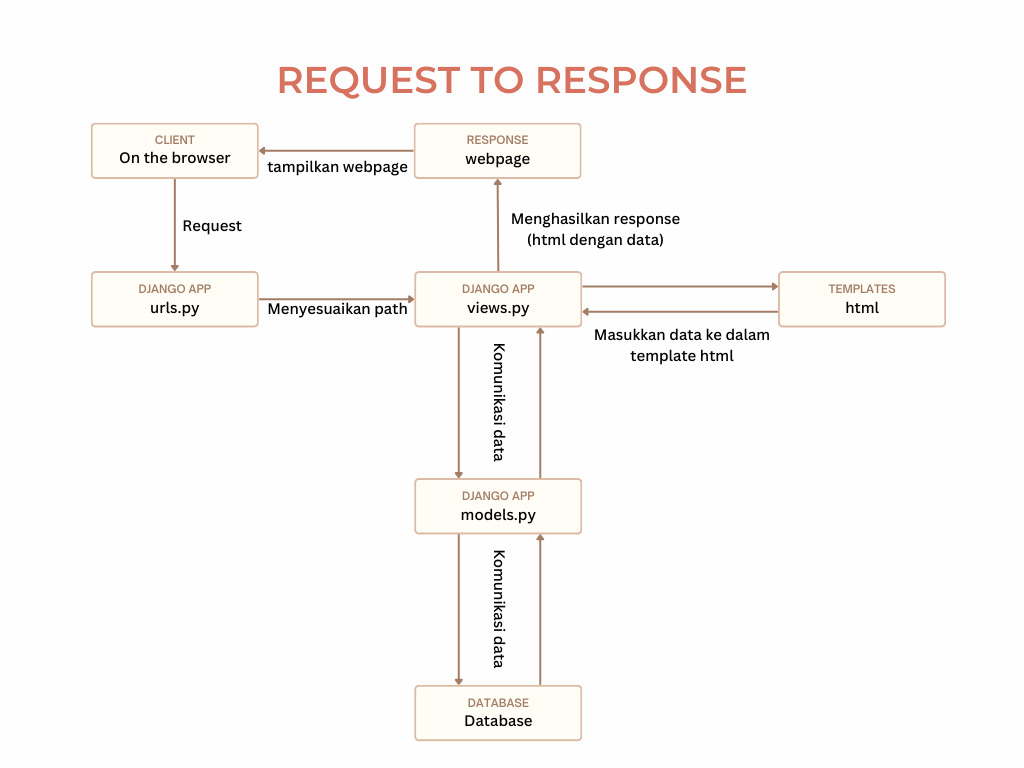 REQUEST TO RESPONSE
CLIENT
On the browser
tampilkan webpage
RESPONSE
webpage
Request
Menghasilkan response
(html dengan data)
DJANGO APP
urls.py
Menyesuaikan path
DJANGO APP
views.py
TEMPLATES
html
Masukkan data ke dalam
template html
Komunikasi data
DJANGO APP
models.py
Komunikasi data
DATABASE
Database